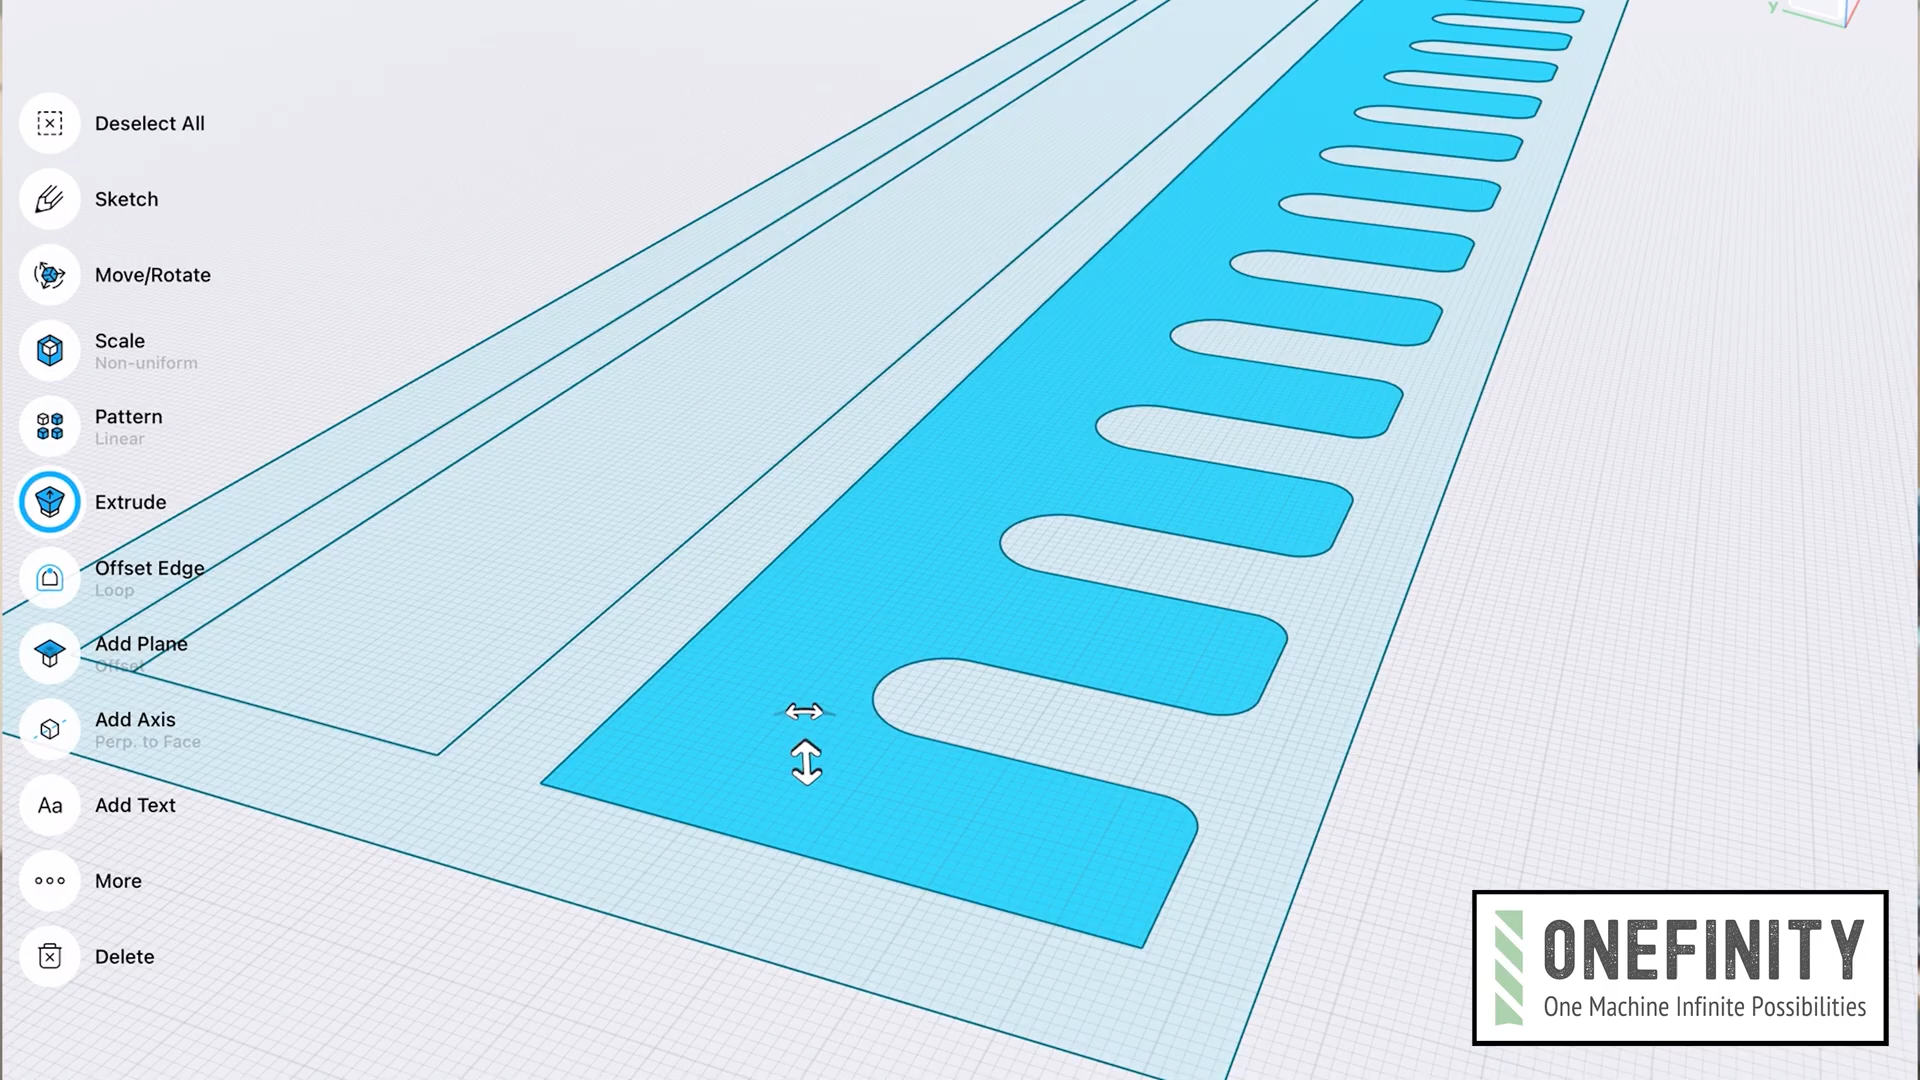 y
Deselect All
Sketch
Move/Rotate
Scale
Non-uniform
Pattern
Linear
Extrude
Offset Edge
Loop
Add Plane
Offset
Add Axis
Perp. to Face
Aa
Add Text
More
Delete
ONEFINITY
One Machine Infinite Possibilities